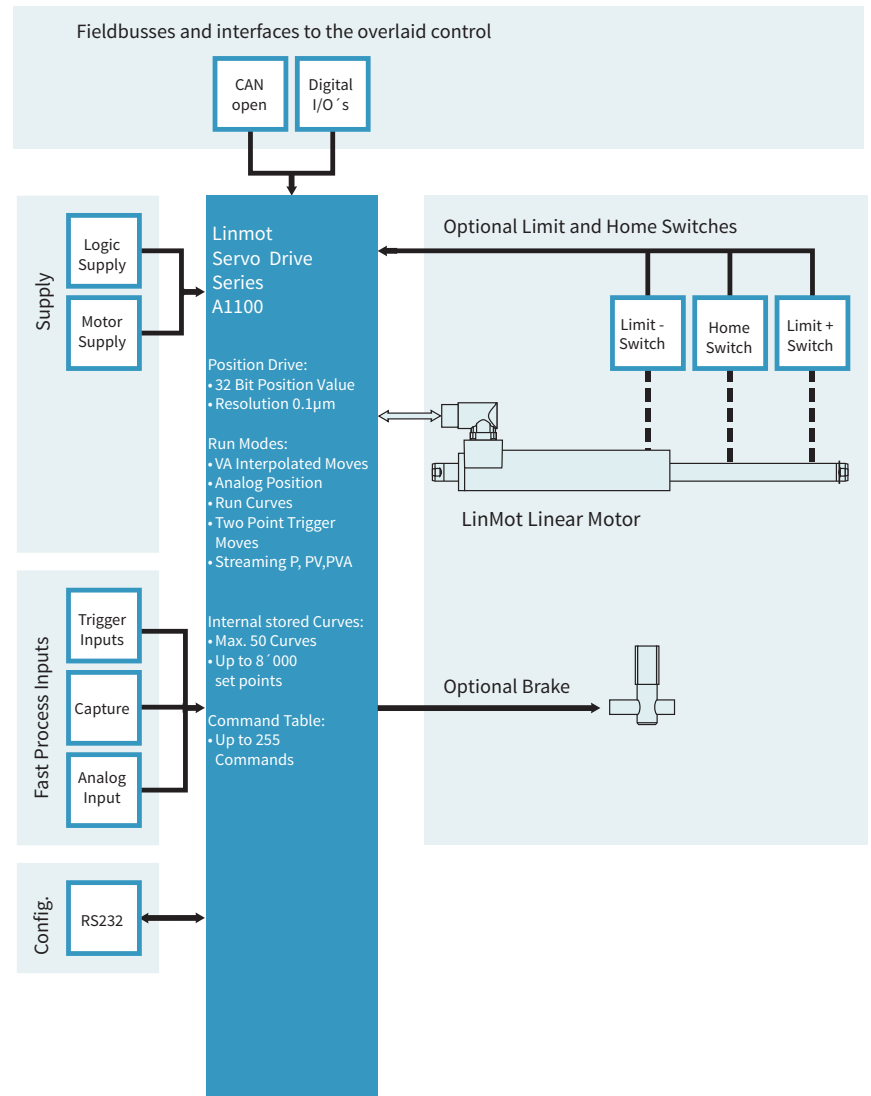 Fieldbusses and interfaces to the overlaid control
CAN
open
Digital
I/O´s
Supply
Logic
Supply
Motor
Supply
Linmot
Servo Drive
Series
A1100
Position Drive:
• 32 Bit Position Value
• Resolution 0.1µm
Run Modes:
• VA Interpolated Moves
• Analog Position
• Run Curves
• Two Point Trigger
Moves
• Streaming P, PV,PVA
Internal stored Curves:
• Max. 50 Curves
• Up to 8´000
set points
Command Table:
• Up to 255
Commands
Optional Limit and Home Switches
Limit -
Switch
Home
Switch
Limit +
Switch
LinMot Linear Motor
Optional Brake
Fast Process Inputs
Trigger
Inputs
Capture
Analog
Input
Config.
RS232